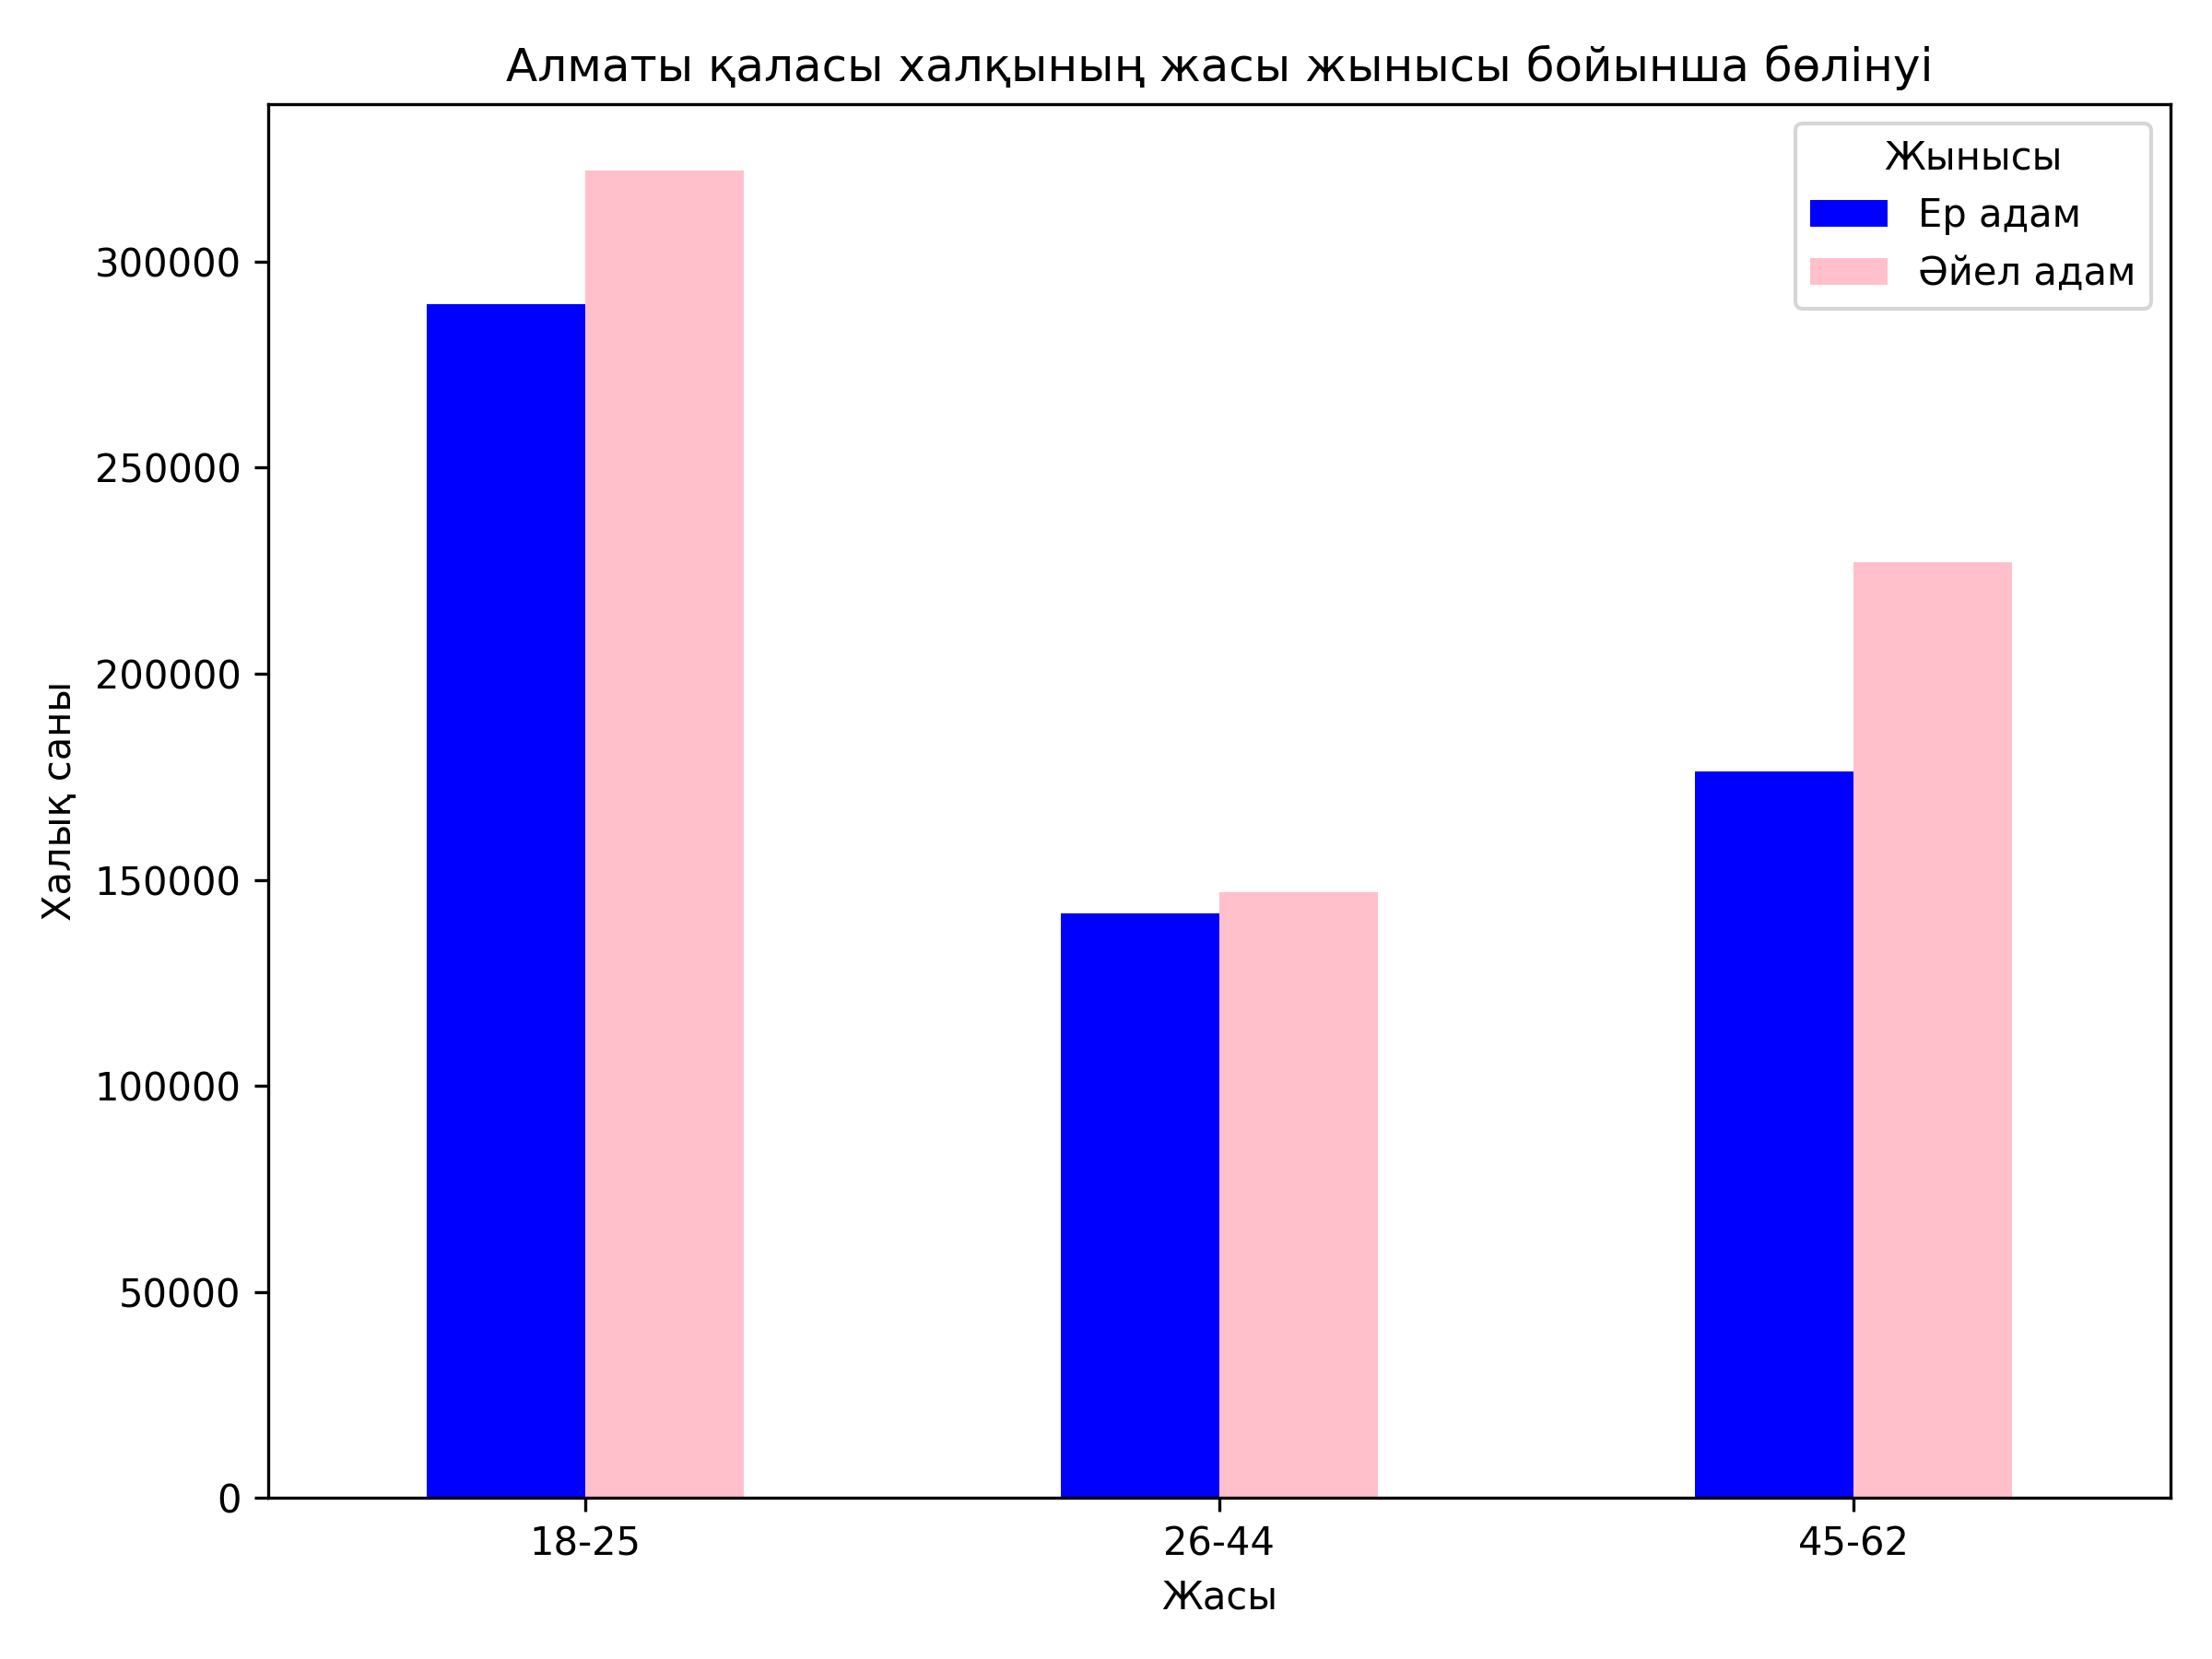 Алматы қаласы халқының жасы жынысы бойынша бөлінуі
Жынысы
Ер адам
Әйел адам
Халық саны
300000
250000
200000
150000
100000
50000
0
18-25
26-44
45-62
Жасы